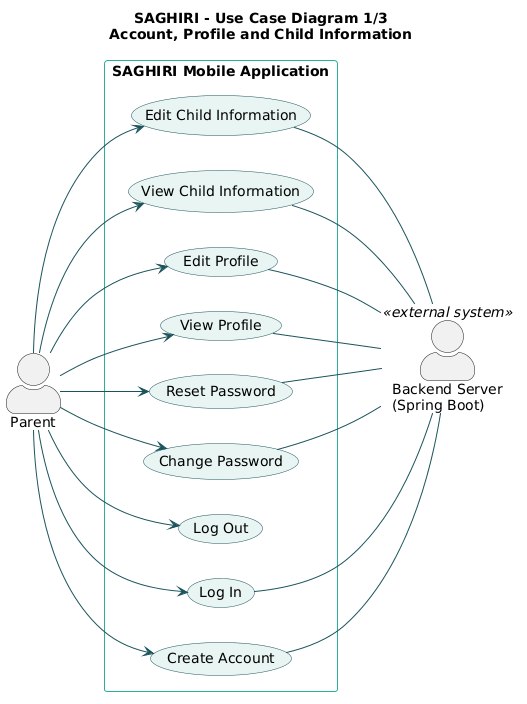 SAGHIRI - Use Case Diagram 1/3
Account, Profile and Child Information
SAGHIRI Mobile Application
Edit Child Information
View Child Information
Edit Profile
«external system»
View Profile
Reset Password
Backend Server
(Spring Boot)
Parent
Change Password
Log Out
Log In
Create Account